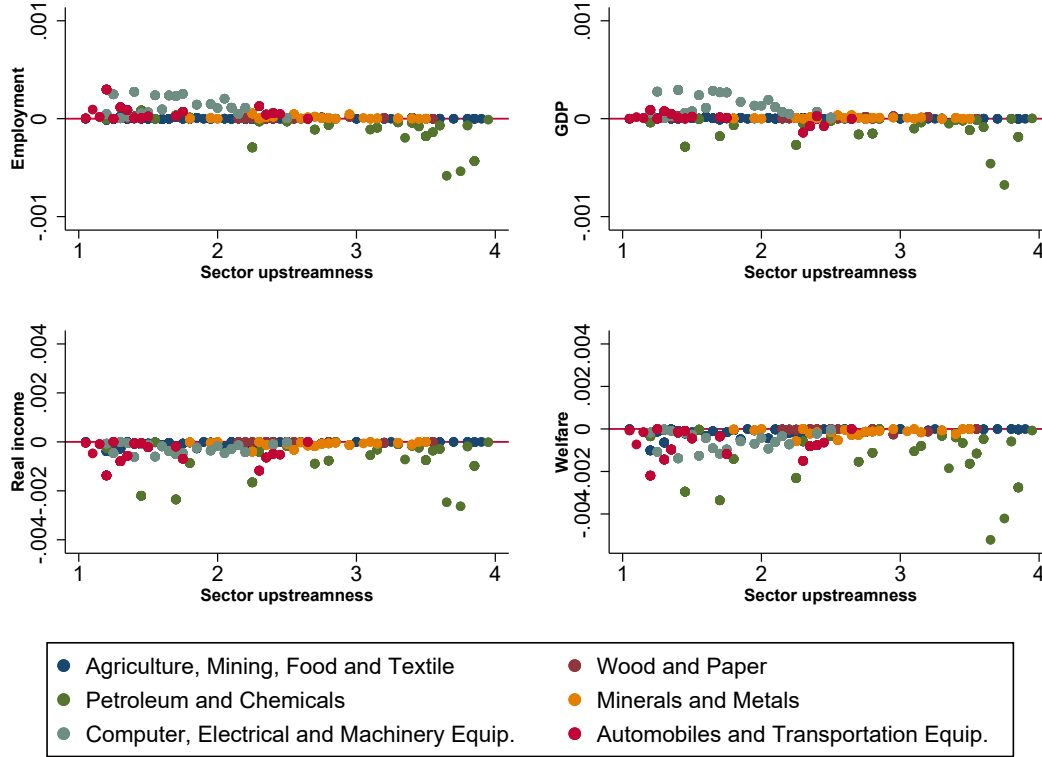 .001
0
-.001
Employment
1 2 3 4
Sector upstreamness
.001
0
-.001
GDP
1 2 3 4
Sector upstreamness
.004
.002
0
-.002
-.004
Real income
1 2 3 4
Sector upstreamness
.004
.002
0
-.002
-.004
Welfare
1 2 3 4
Sector upstreamness
Agriculture, Mining, Food and Textile
Wood and Paper
Petroleum and Chemicals
Minerals and Metals
Computer, Electrical and Machinery Equip.
Automobiles and Transportation Equip.